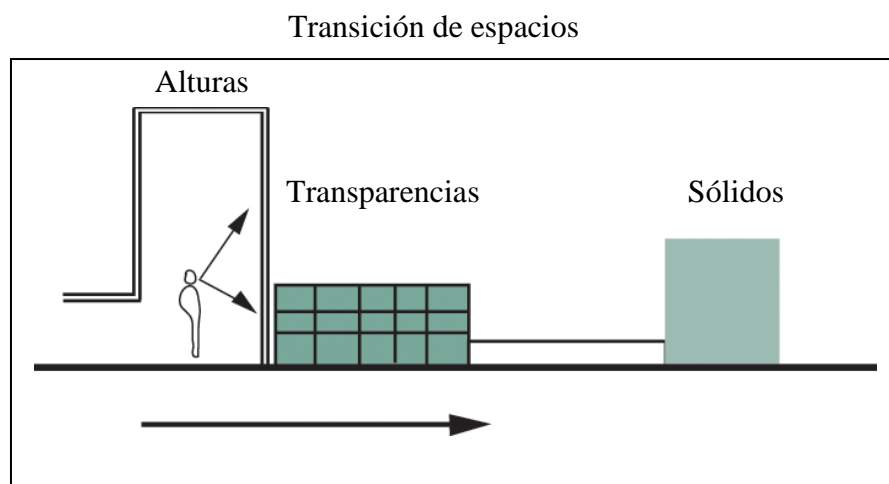 Transición de espacios
Alturas
Transparencias
Sólidos